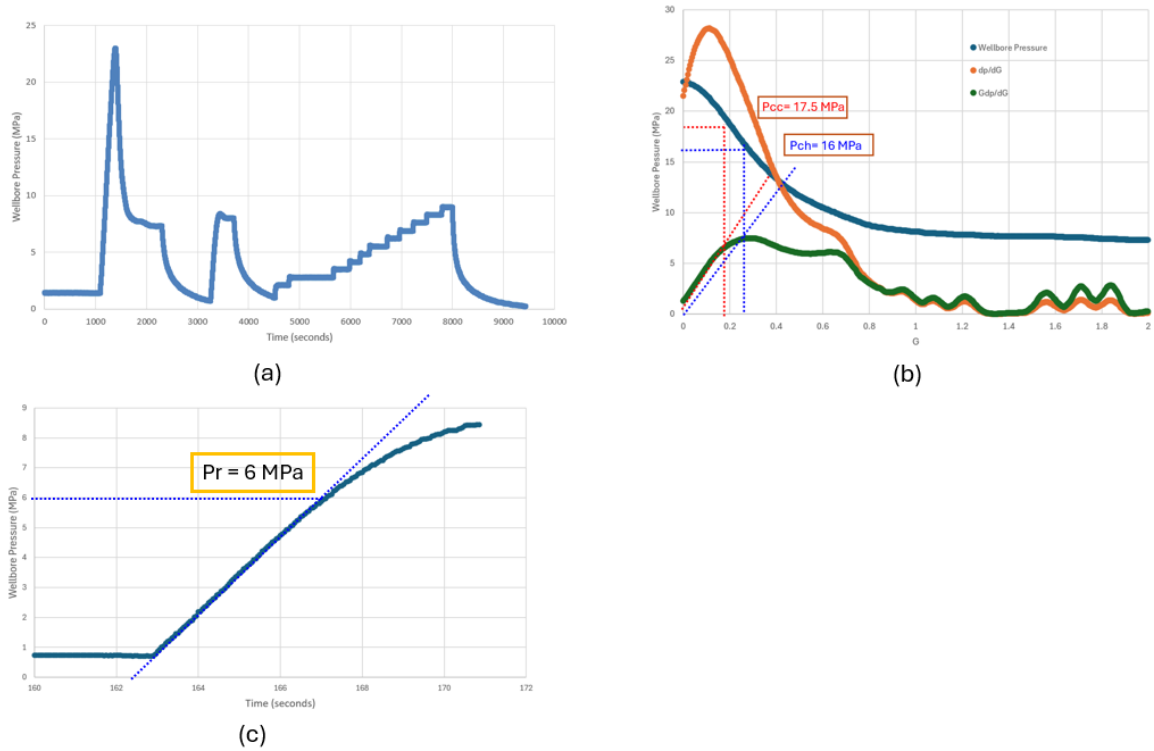 25
20
15
10
5
0
Wellbore Pressure (MPa)
0 1000 2000 3000 4000 5000 6000 7000 8000 9000 10000
Time (seconds)
(a)
30
25
20
15
10
5
0
Wellbore Pessure (MPa)
Wellbore Pressure
dp/dG
Gdp/dG
Pcc= 17.5 MPa
Pch= 16 MPa
0 0.2 0.4 0.6 0.8 1 1.2 1.4 1.6 1.8 2
G
(b)
9
8
7
6
5
4
3
2
1
0
Wellbore Pressure (MPa)
Pr = 6 MPa
160 162 164 166 168 170 172
Time (seconds)
(c)